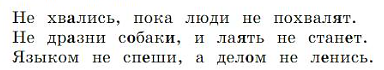 Не хвались, пока люди не похвалят.
Не дразни собаки, и лаять не станет.
Языком не спеши, а делом не ленись.